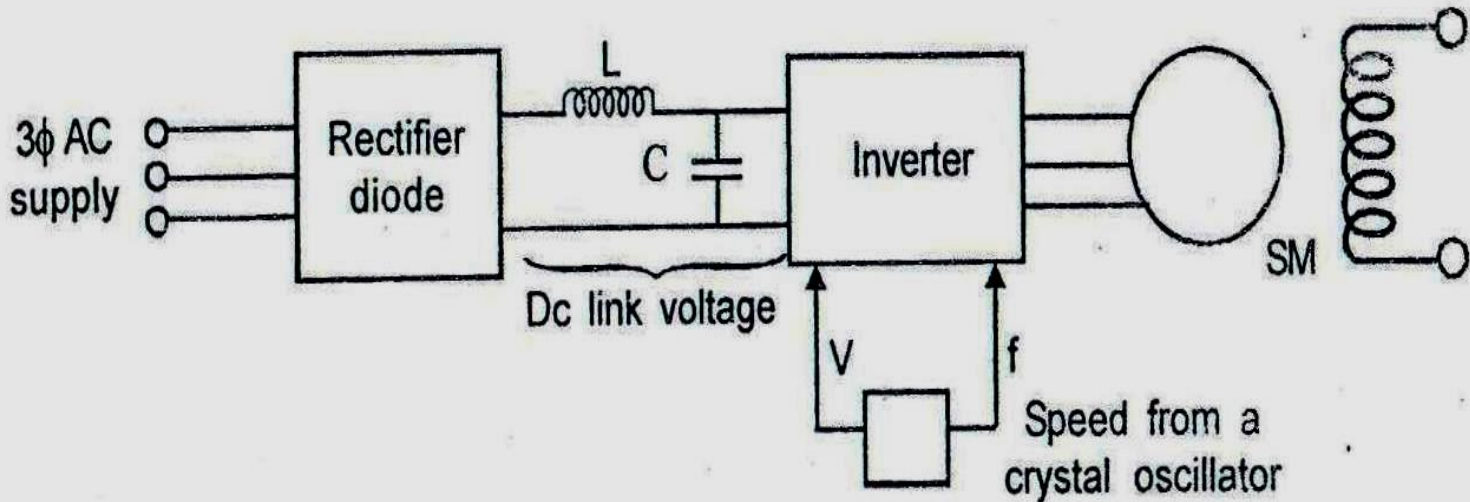 3ϕ AC
supply
Rectifier
diode
L
C
Dc link voltage
Inverter
SM
V
f
Speed from a
crystal oscillator